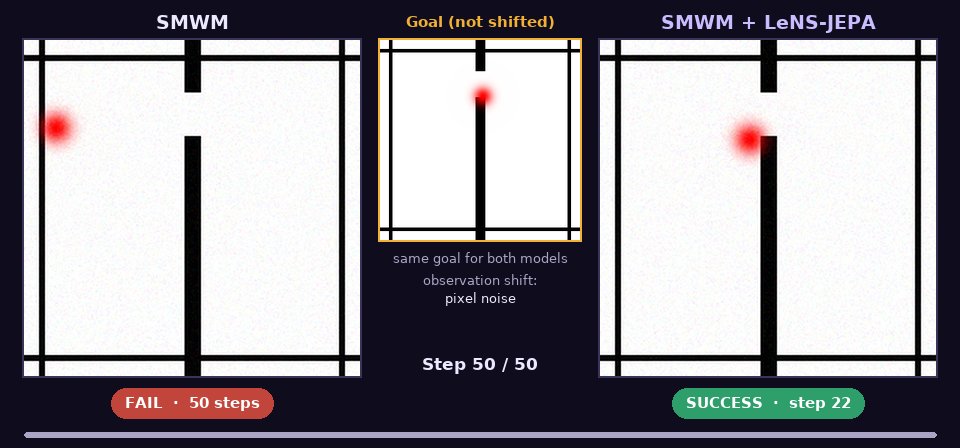 SMWM
Goal (not shifted)
SMWM + LeNS-JEPA
same goal for both models
observation shift:
pixel noise
Step 50 / 50
FAIL · 50 steps
SUCCESS · step 22